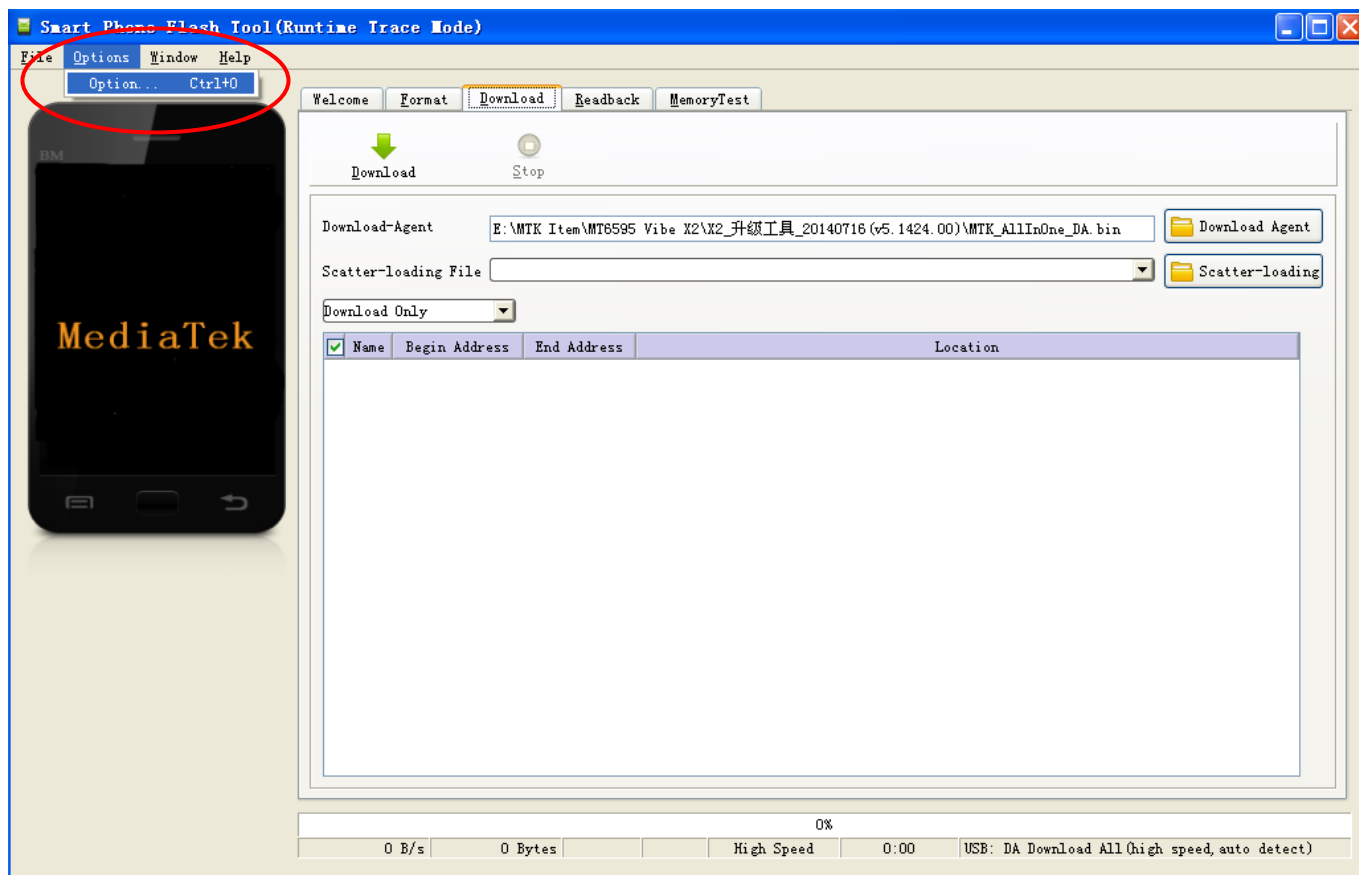 Smart Phone Flash Tool(Runtime Trace Mode)
File Options Window Help
Option... Ctrl+O
Welcome Format Download Readback MemoryTest
BM
Download Stop
Download-Agent E:\MTK Item\MT6595 Vibe X2\X2_升级工具_20140716(v5.1424.00)\MTK_AllInOne_DA.bin Download Agent
Scatter-loading File Scatter-loading
Download Only
Name Begin Address End Address Location
MediaTek
0%
0 B/s 0 Bytes High Speed 0:00 USB: DA Download All(high speed,auto detect)